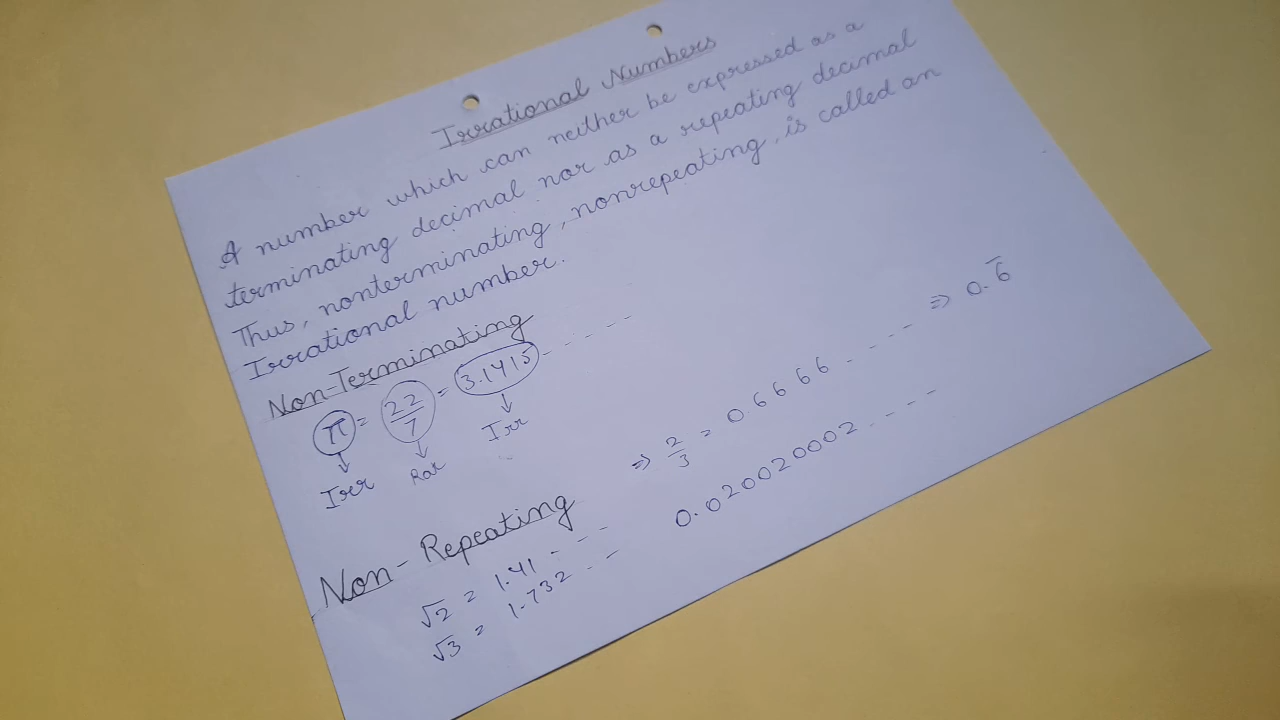 Irrational Numbers
A number which can neither be expressed as a
terminating decimal nor as a repeating decimal
Thus, nonterminating, nonrepeating, is called an
Irrational number.
Non-Terminating
π = 22/7 = 3.1415-----
Irr Rat Irr
⇒ 2/3 = 0.6666.... ⇒ 0.6̅
Non-Repeating
0.020020002....
√2 = 1.41---
√3 = 1.732---